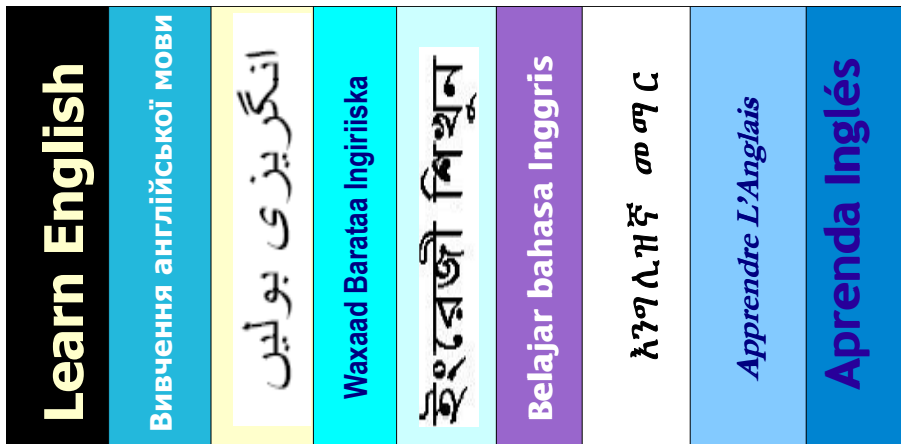 Learn English
Вивчення англійської мови
انگریزی بولیں
Waxaad Barataa Ingiriiska
ইংরেজী শিখুন
Belajar bahasa Inggris
እንግሊዝኛ መማር
Apprendre L’Anglais
Aprenda Inglés